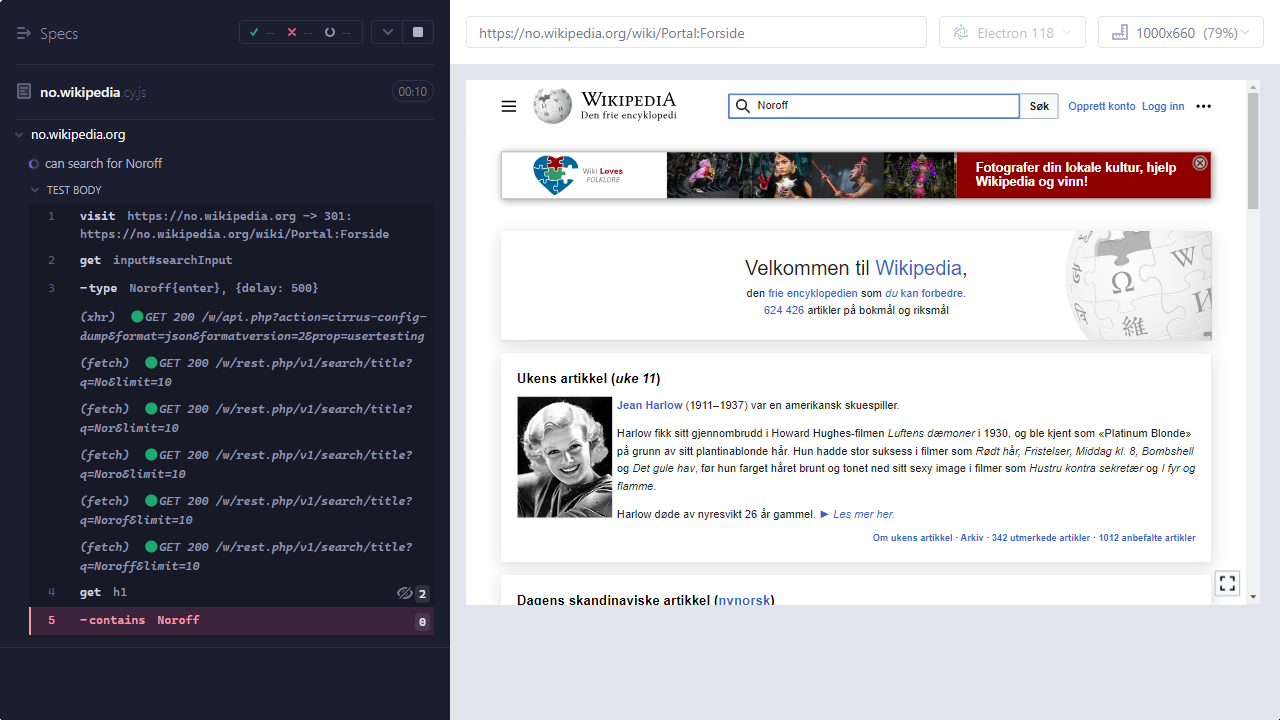 Specs
--
--
--
no.wikipedia.cy.js
00:10
no.wikipedia.org
can search for Noroff
TEST BODY
1 visit https://no.wikipedia.org -> 301:
https://no.wikipedia.org/wiki/Portal:Forside
2 get input#searchInput
3 -type Noroff{enter}, {delay: 500}
(xhr) GET 200 /w/api.php?action=cirrus-config-
dump&format=json&formatversion=2&prop=usertesting
(fetch) GET 200 /w/rest.php/v1/search/title?
q=No&limit=10
(fetch) GET 200 /w/rest.php/v1/search/title?
q=Nor&limit=10
(fetch) GET 200 /w/rest.php/v1/search/title?
q=Noro&limit=10
(fetch) GET 200 /w/rest.php/v1/search/title?
q=Norof&limit=10
(fetch) GET 200 /w/rest.php/v1/search/title?
q=Noroff&limit=10
4 get h1 2
5 -contains Noroff 0
https://no.wikipedia.org/wiki/Portal:Forside
Electron 118
1000x660 (79%)
WIKIPEDIA
Den frie encyklopedi
Noroff
Søk
Opprett konto
Logg inn
Wiki Loves
FOLKLORE
Fotografer din lokale kultur, hjelp
Wikipedia og vinn!
Velkommen til Wikipedia,
den frie encyklopedien som du kan forbedre.
624 426 artikler på bokmål og riksmål
Ω
W
維
Ukens artikkel (uke 11)
Jean Harlow (1911–1937) var en amerikansk skuespiller.
Harlow fikk sitt gjennombrudd i Howard Hughes-filmen Luftens dæmoner i 1930, og ble kjent som «Platinum Blonde»
på grunn av sitt plantinablonde hår. Hun hadde stor suksess i filmer som Rødt hår, Fristelser, Middag kl. 8, Bombshell
og Det gule hav, før hun farget håret brunt og tonet ned sitt sexy image i filmer som Hustru kontra sekretær og I fyr og
flamme.
Harlow døde av nyresvikt 26 år gammel. ► Les mer her.
Om ukens artikkel · Arkiv · 342 utmerkede artikler · 1012 anbefalte artikler
Dagens skandinaviske artikkel (nynorsk)